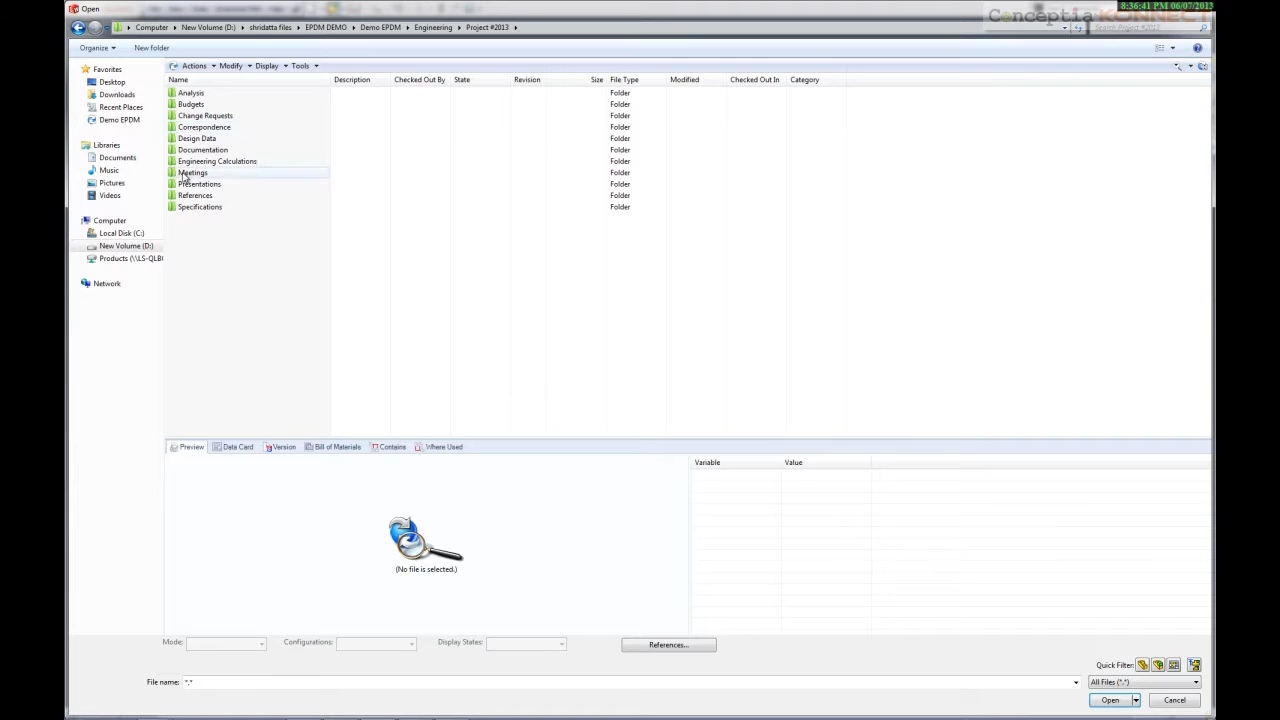 Open
8:36:41 PM 06/07/2013
Conceptia KONNECT
Computer New Volume (D:) shridatta files EPDM DEMO Demo EPDM Engineering Project #2013
Search Project #2013
Organize New folder
Actions Modify Display Tools
Name Description Checked Out By State Revision Size File Type Modified Checked Out In Category
Favorites
Desktop
Downloads
Recent Places
Demo EPDM
Libraries
Documents
Music
Pictures
Videos
Computer
Local Disk (C:)
New Volume (D:)
Products (\\LS-QLB
Network
Analysis Folder
Budgets Folder
Change Requests Folder
Correspondence Folder
Design Data Folder
Documentation Folder
Engineering Calculations Folder
Meetings Folder
Presentations Folder
References Folder
Specifications Folder
Preview Data Card Version Bill of Materials Contains Where Used
Variable Value
(No file is selected.)
Mode: Configurations: Display States: References...
Quick Filter:
File name: *.* All Files (*.*)
Open Cancel